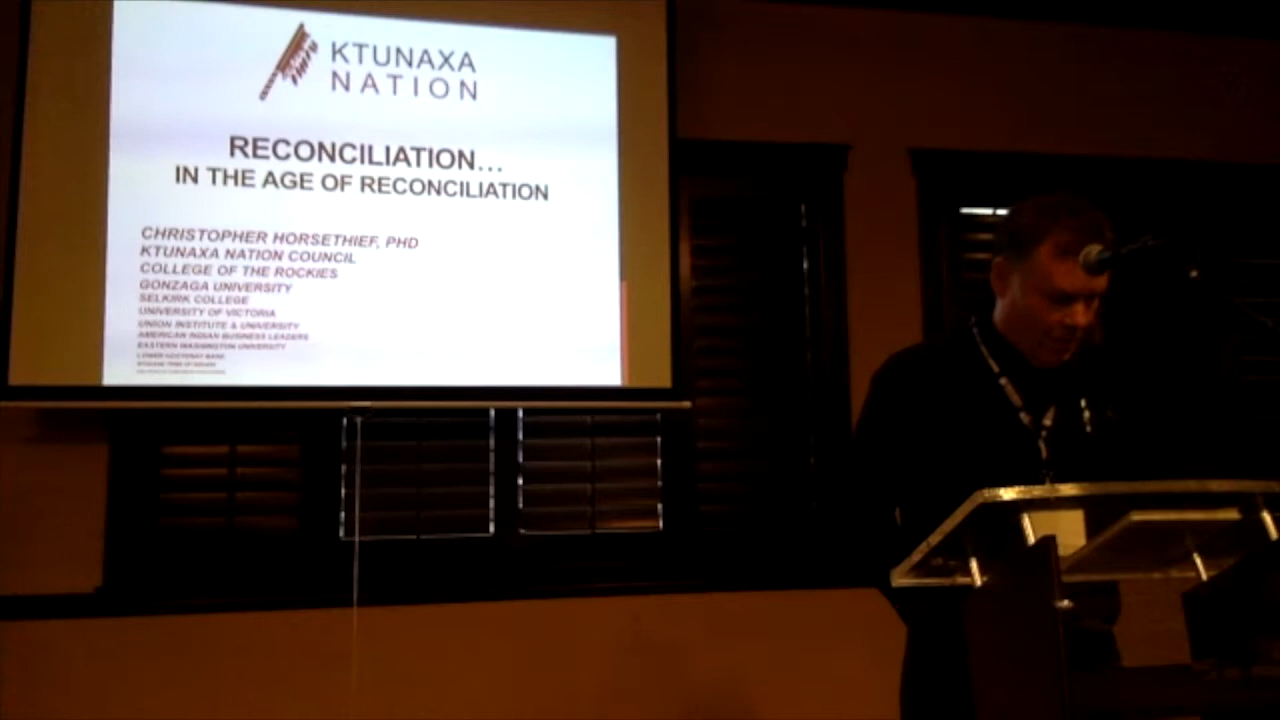 KTUNAXA
NATION
RECONCILIATION...
IN THE AGE OF RECONCILIATION
CHRISTOPHER HORSETHIEF, PHD
KTUNAXA NATION COUNCIL
COLLEGE OF THE ROCKIES
GONZAGA UNIVERSITY
SELKIRK COLLEGE
UNIVERSITY OF VICTORIA
UNION INSTITUTE & UNIVERSITY
AMERICAN INDIAN BUSINESS LEADERS
EASTERN WASHINGTON UNIVERSITY
LOWER KOOTENAY BAND